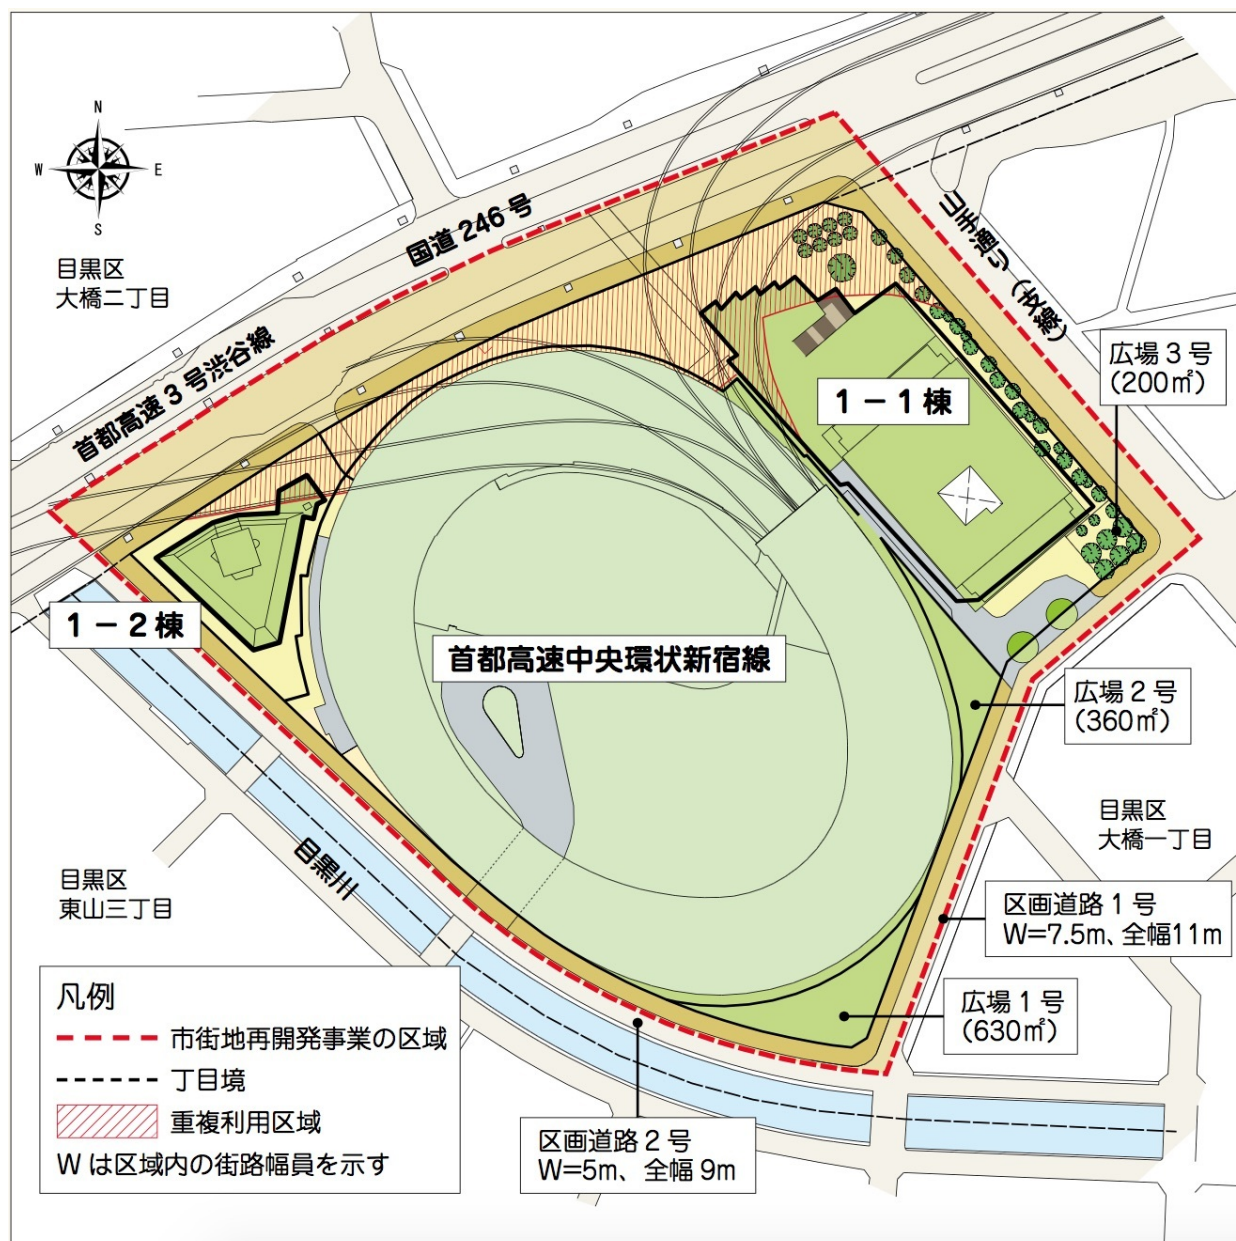 N
W E
S
国道246号
山手通り（支線）
目黒区
大橋二丁目
首都高速3号渋谷線
広場3号
(200㎡)
1－1棟
1－2棟
首都高速中央環状新宿線
広場2号
(360㎡)
目黒区
大橋一丁目
目黒川
目黒区
東山三丁目
区画道路1号
W=7.5m、全幅11m
広場1号
(630㎡)
凡例
市街地再開発事業の区域
丁目境
重複利用区域
Wは区域内の街路幅員を示す
区画道路2号
W=5m、全幅9m